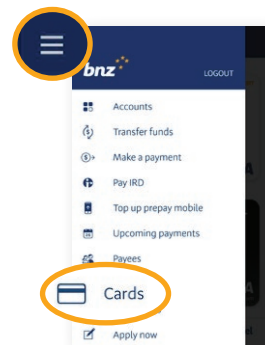 bnz
LOGOUT
Accounts
Transfer funds
Make a payment
Pay IRD
Top up prepay mobile
Upcoming payments
Payees
Cards
Apply now